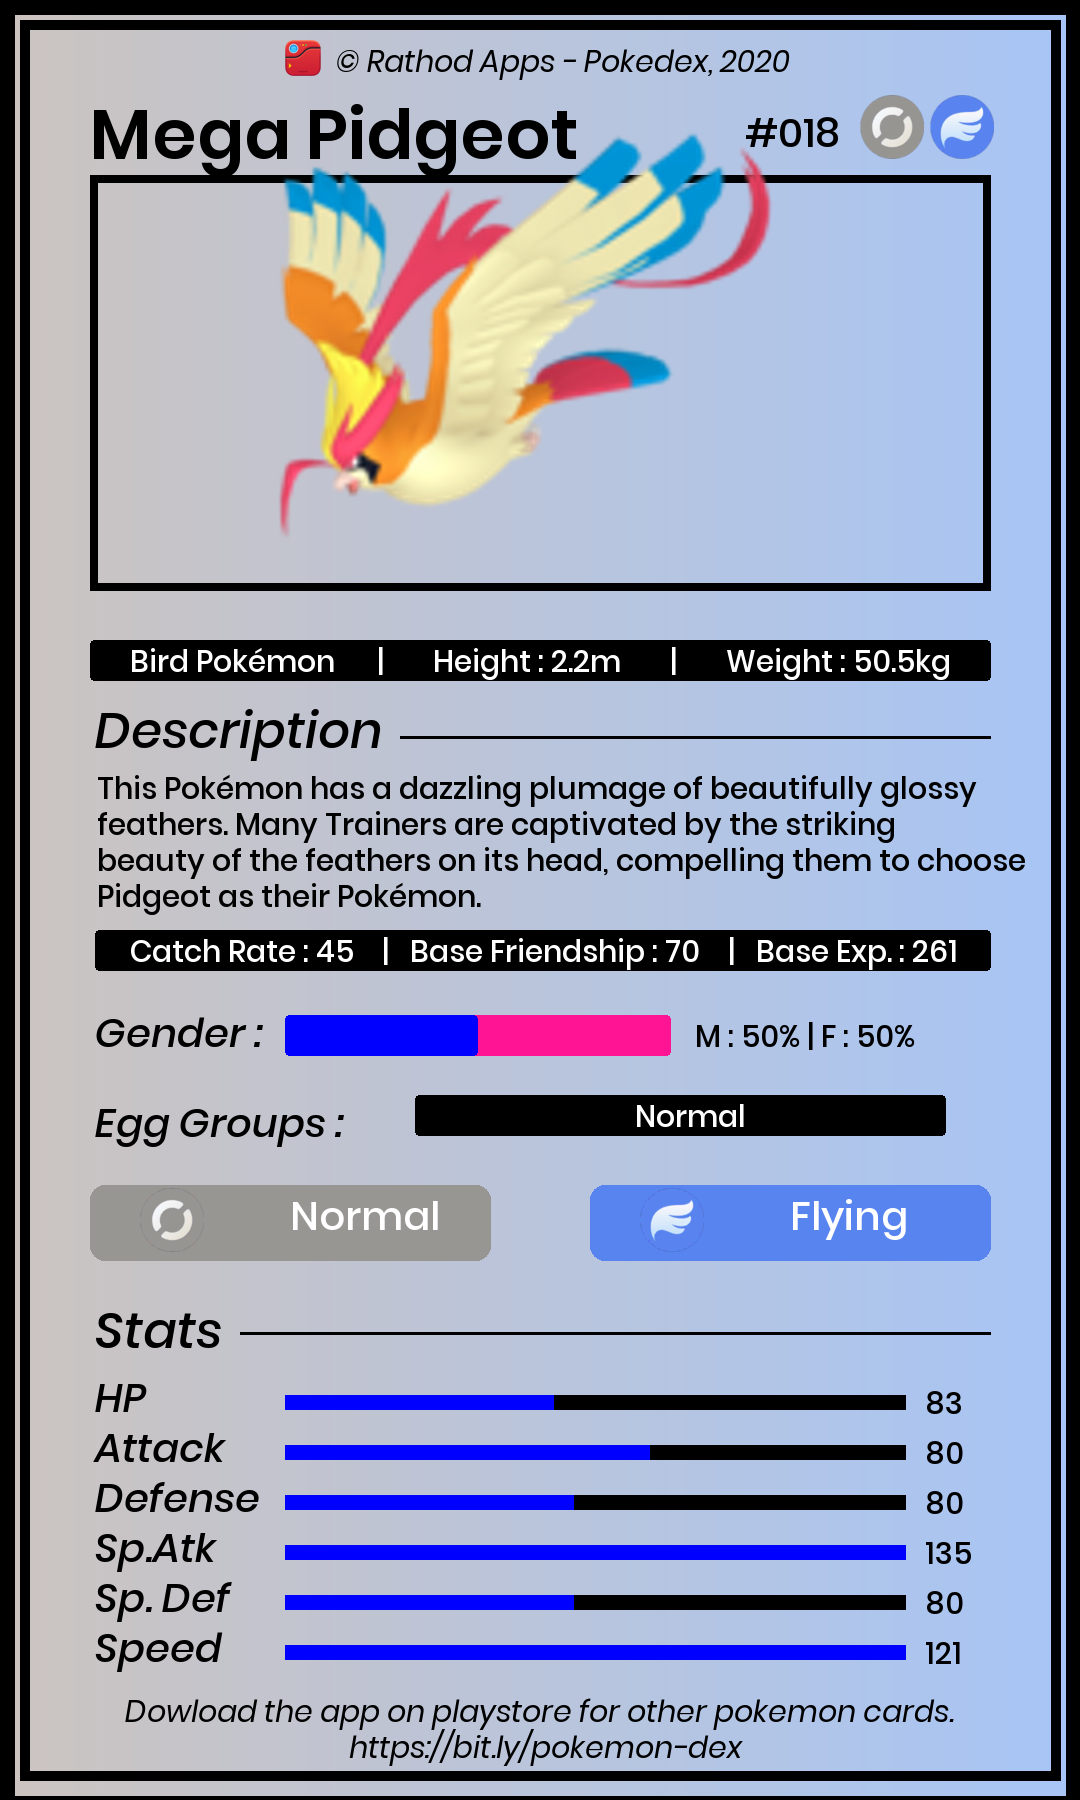 © Rathod Apps - Pokedex, 2020
Mega Pidgeot #018
Bird Pokémon | Height : 2.2m | Weight : 50.5kg
Description
This Pokémon has a dazzling plumage of beautifully glossy
feathers. Many Trainers are captivated by the striking
beauty of the feathers on its head, compelling them to choose
Pidgeot as their Pokémon.
Catch Rate : 45 | Base Friendship : 70 | Base Exp. : 261
Gender : M : 50% | F : 50%
Egg Groups : Normal
Normal Flying
Stats
HP 83
Attack 80
Defense 80
Sp.Atk 135
Sp. Def 80
Speed 121
Dowload the app on playstore for other pokemon cards.
https://bit.ly/pokemon-dex